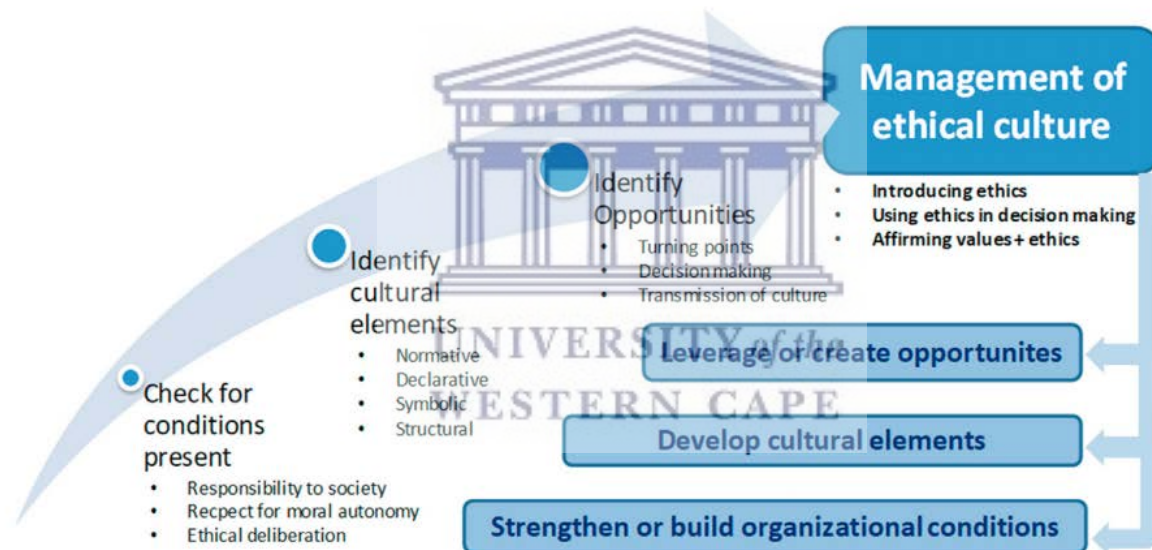 Management of
ethical culture
• Introducing ethics
• Using ethics in decision making
• Affirming values+ ethics
Identify
Opportunities
• Turning points
• Decision making
• Transmission of culture
Identify
cultural
elements
• Normative
• Declarative
• Symbolic
• Structural
Check for
conditions
present
• Responsibility to society
• Recpect for moral autonomy
• Ethical deliberation
Leverage or create opportunites
Develop cultural elements
Strengthen or build organizational conditions
UNIVERSITY of the
WESTERN CAPE